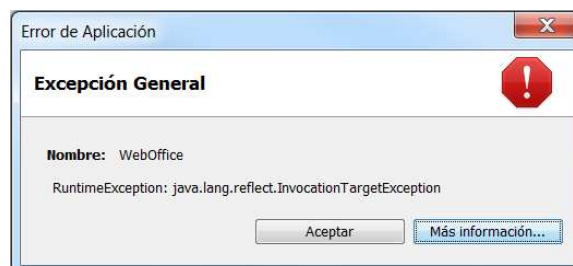 Error de Aplicación
Excepción General
Nombre: WebOffice
RuntimeException: java.lang.reflect.InvocationTargetException
Aceptar Más información...